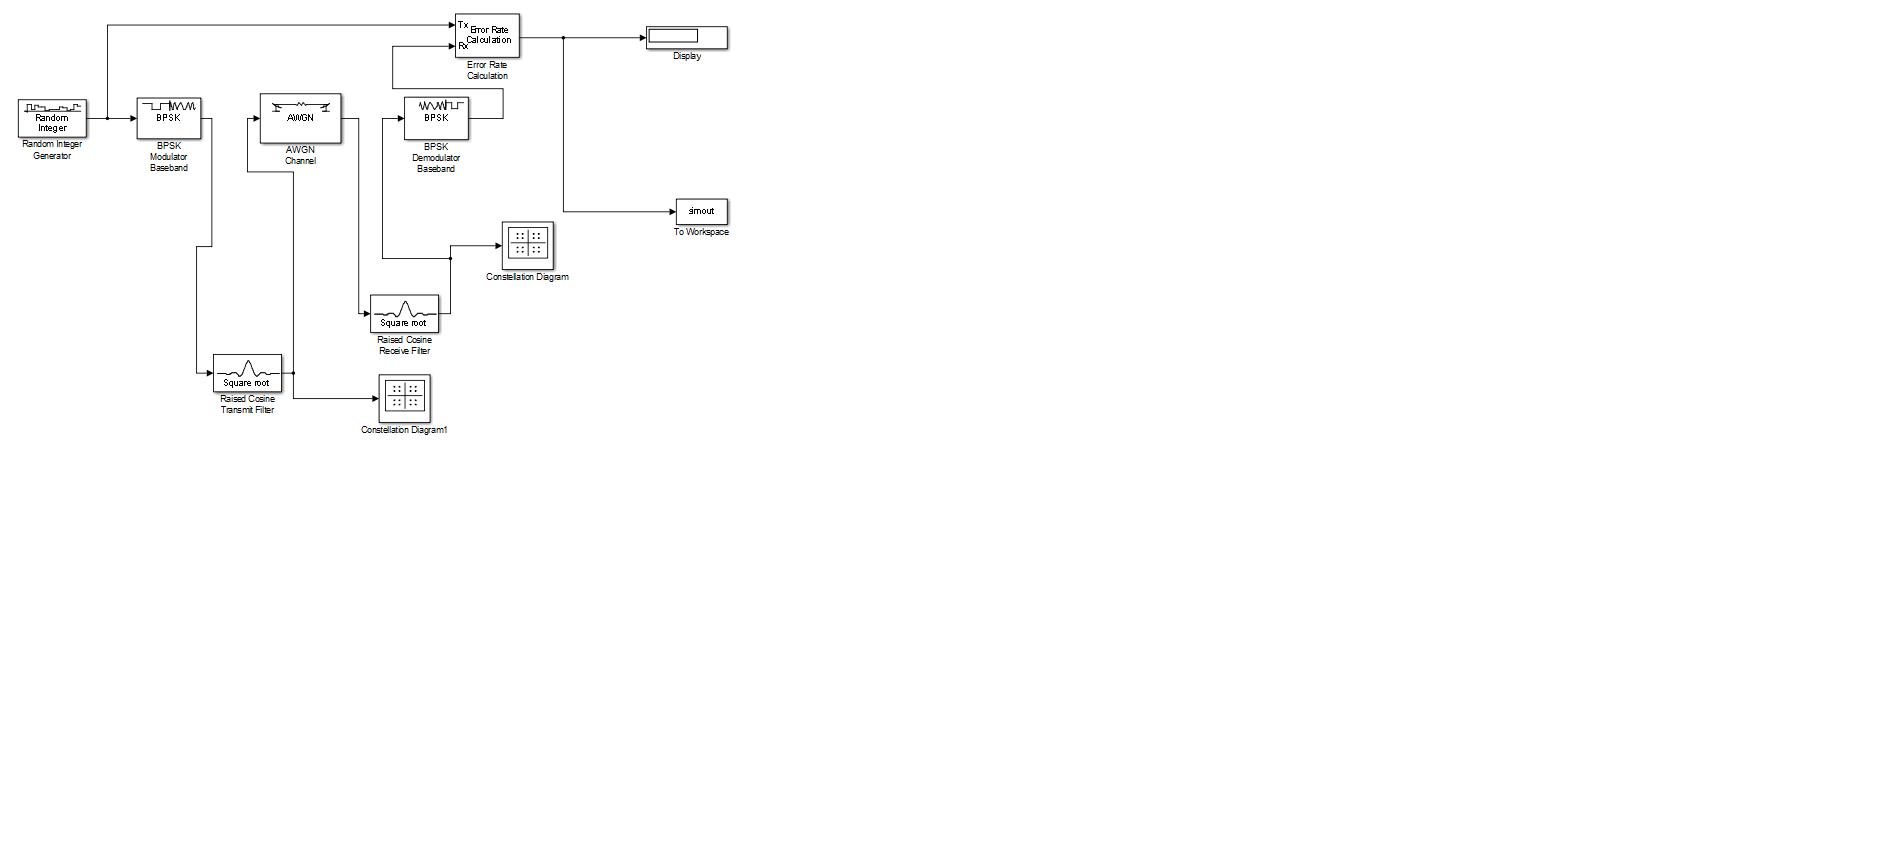 Tx
Error Rate
Calculation
Rx
Error Rate
Calculation
Display
Random
Integer
Random Integer
Generator
BPSK
BPSK
Modulator
Baseband
AWGN
AWGN
Channel
BPSK
BPSK
Demodulator
Baseband
simout
To Workspace
Constellation Diagram
Square root
Raised Cosine
Receive Filter
Square root
Raised Cosine
Transmit Filter
Constellation Diagram1